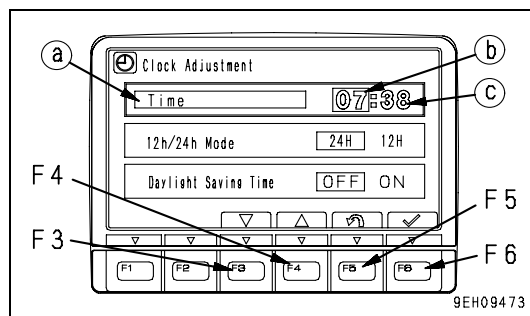 Clock Adjustment
a
b
Time 07:38
c
12h/24h Mode 24H 12H
Daylight Saving Time OFF ON
F4
F5
F3
F6
F1 F2 F3 F4 F5 F6
9EH09473